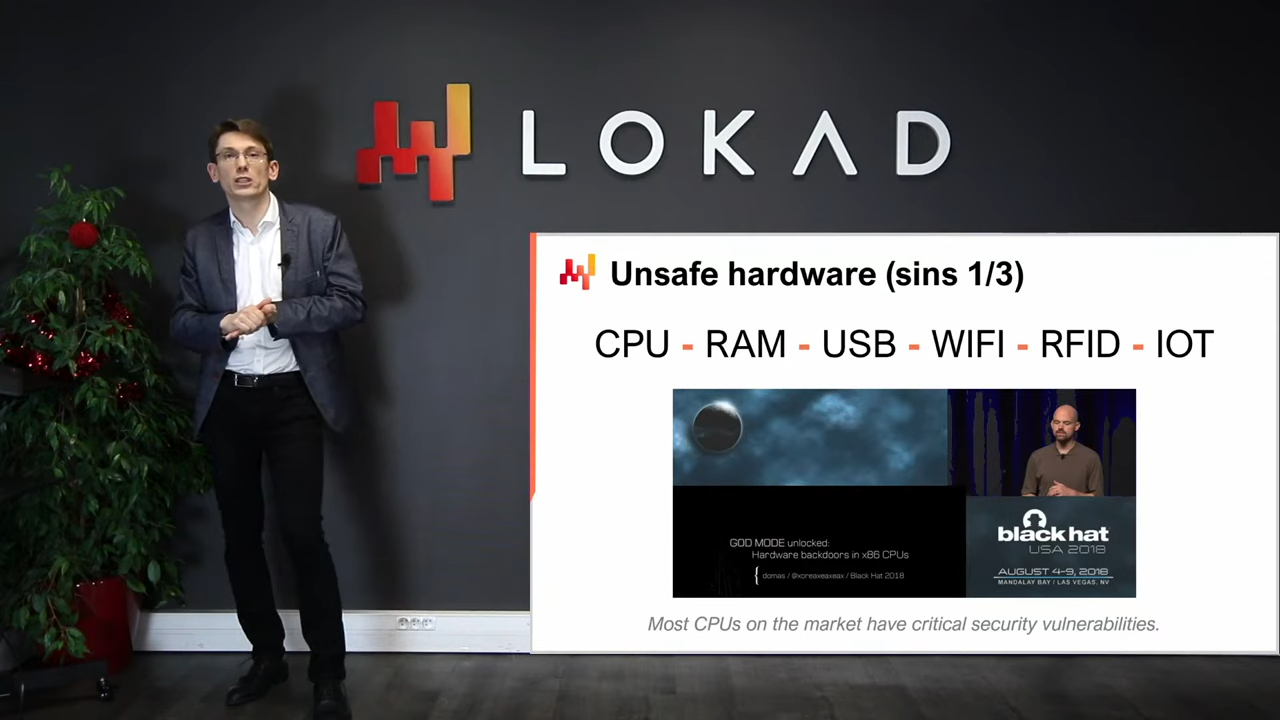 LOKAD
Unsafe hardware (sins 1/3)
CPU - RAM - USB - WIFI - RFID - IOT
GOD MODE unlocked:
Hardware backdoors in x86 CPUs
{ domas / @xoreaxeaxeax / Black Hat 2018
black hat
USA 2018
AUGUST 4-9, 2018
MANDALAY BAY / LAS VEGAS, NV
Most CPUs on the market have critical security vulnerabilities.